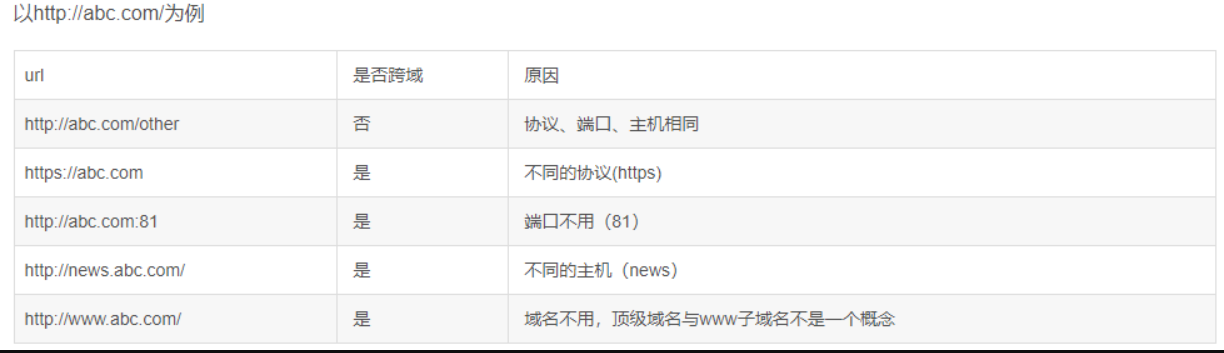 以http://abc.com/为例
url 是否跨域 原因
http://abc.com/other 否 协议、端口、主机相同
https://abc.com 是 不同的协议(https)
http://abc.com:81 是 端口不用（81）
http://news.abc.com/ 是 不同的主机（news）
http://www.abc.com/ 是 域名不用，顶级域名与www子域名不是一个概念